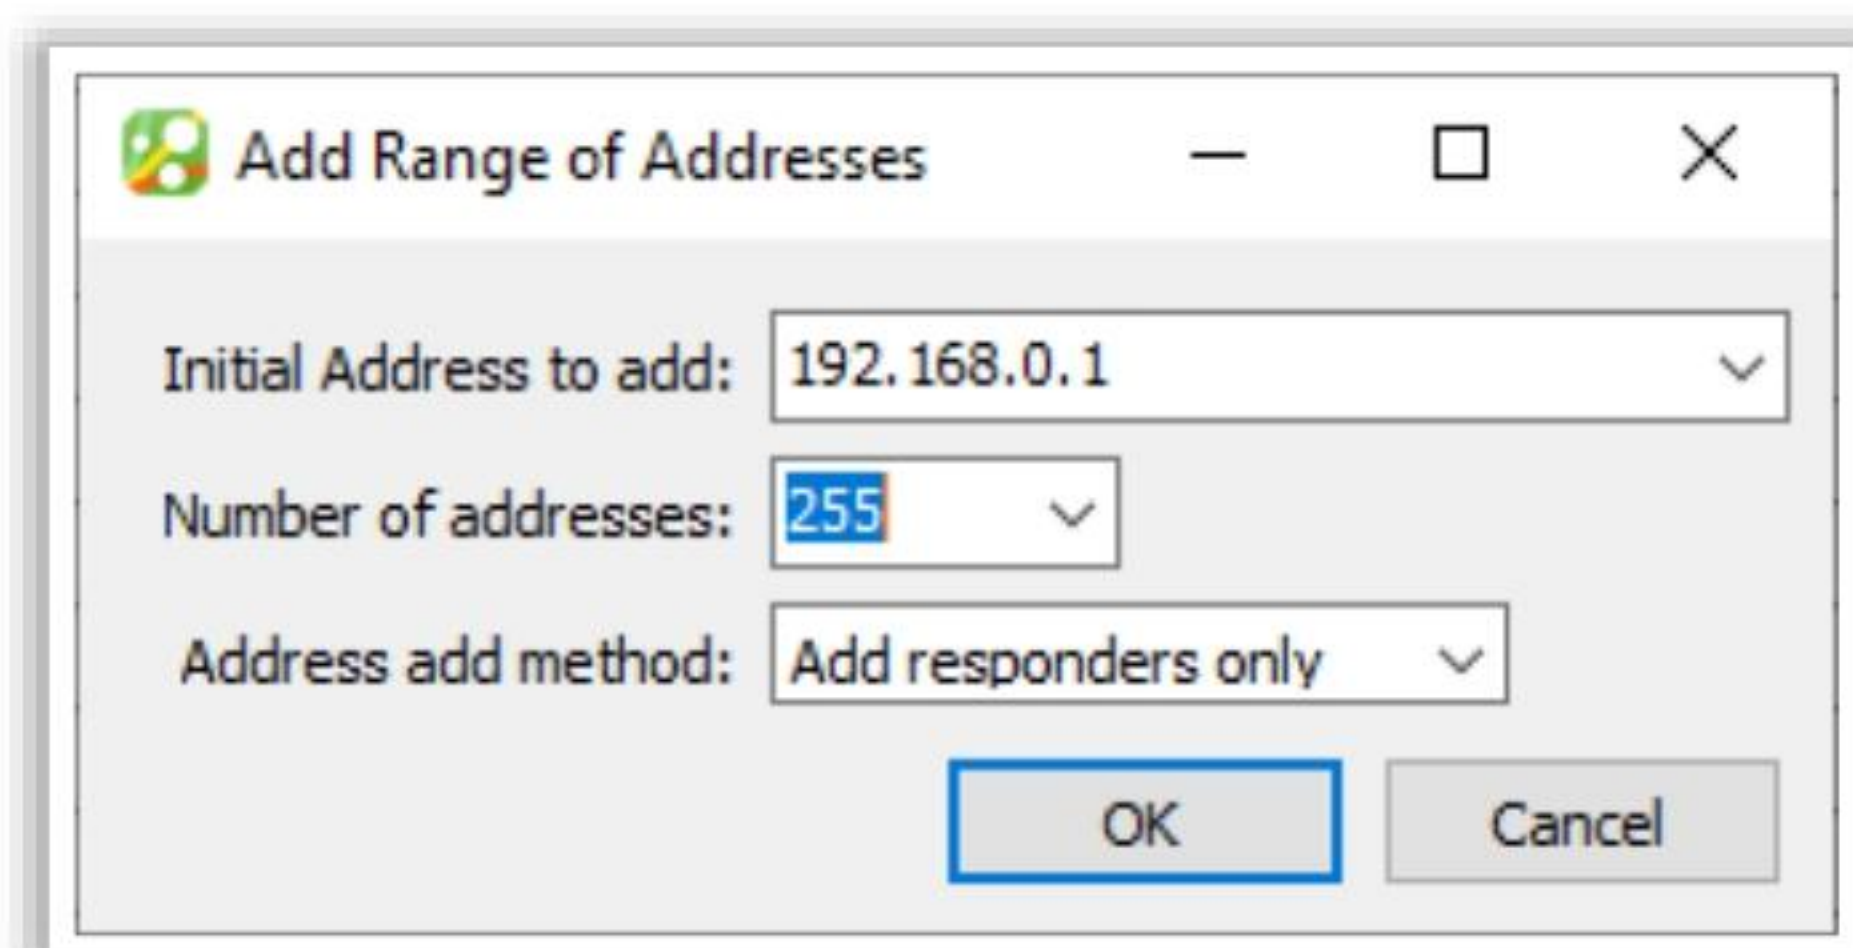 Add Range of Addresses
Initial Address to add: 192.168.0.1
Number of addresses: 255
Address add method: Add responders only
OK Cancel